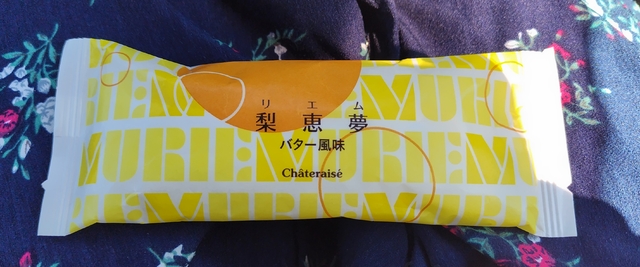 リエム
梨恵夢
バター風味
Châteraisé